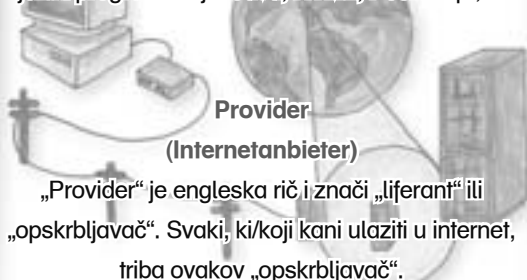 Provider
(Internetanbieter)
„Provider“ je engleska rič i znači „liferant“ ili
„opskrbljavač“. Svaki, ki/koji kani ulaziti u internet,
triba ovakov „opskrbljavač“.